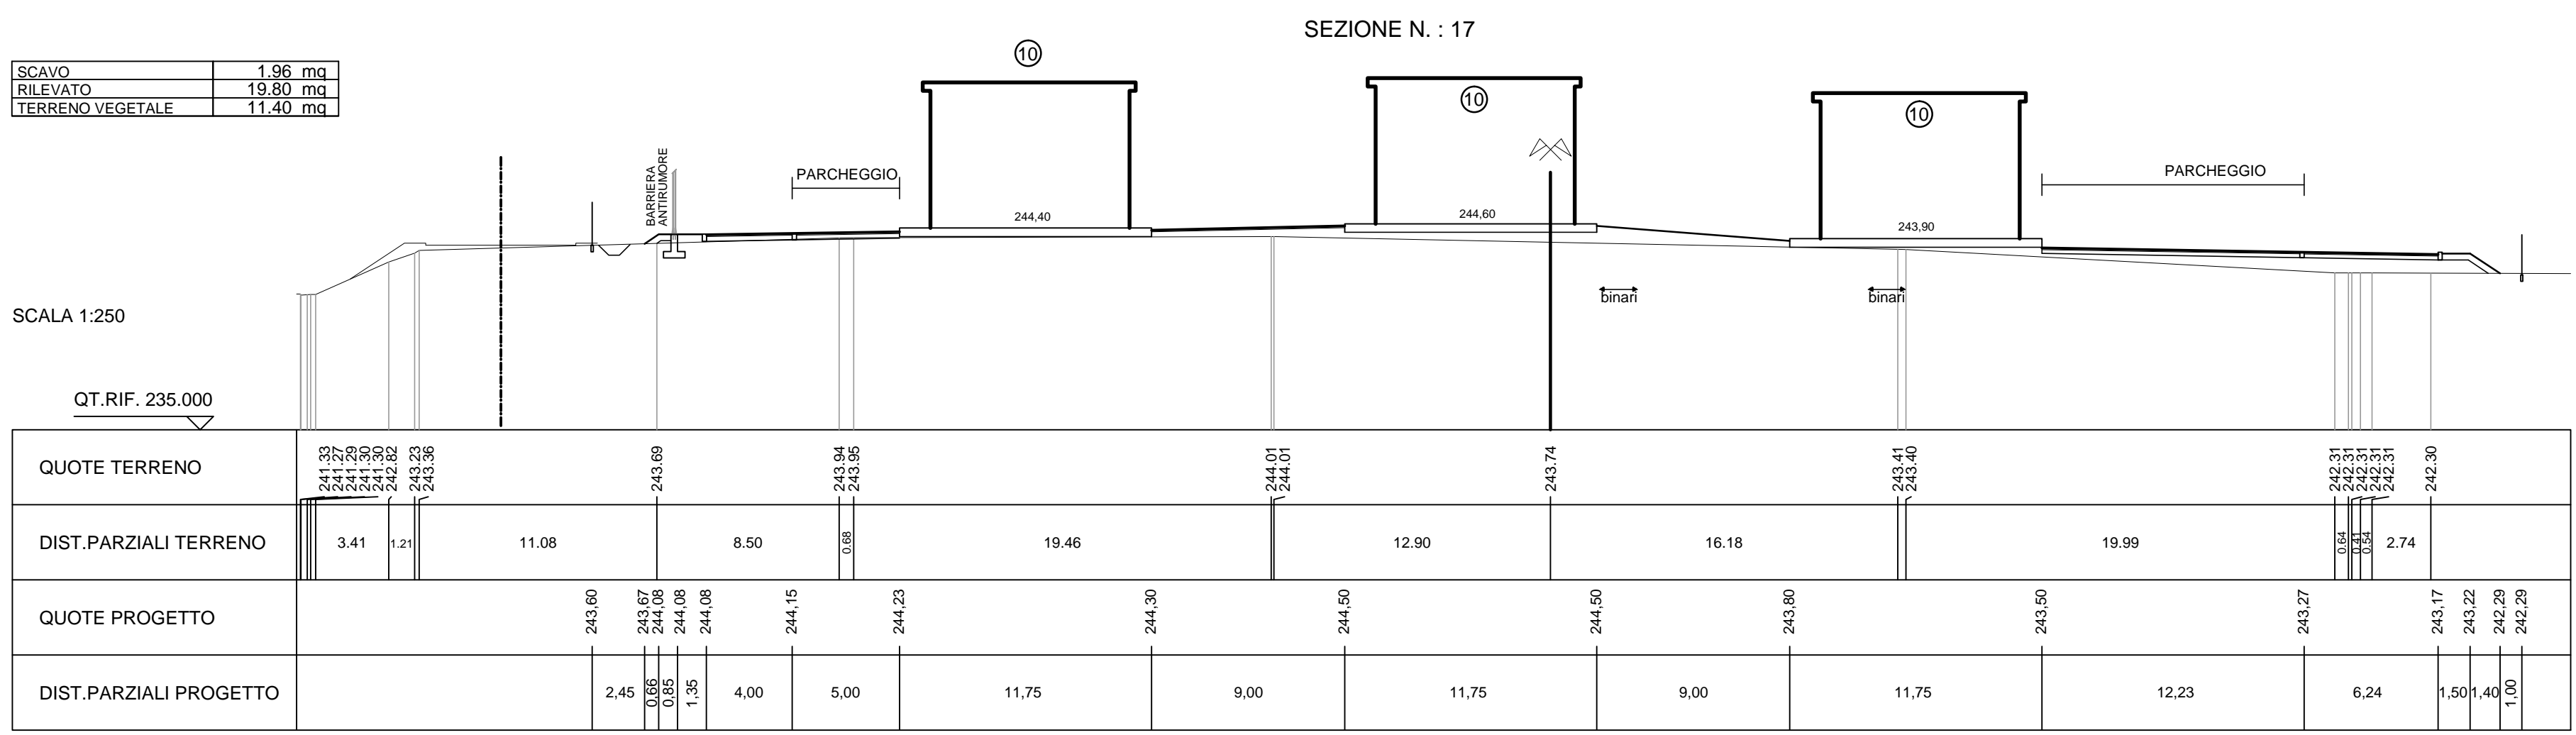 SEZIONE N. : 17
SCAVO 1.96 mq
RILEVATO 19.80 mq
TERRENO VEGETALE 11.40 mq
10
10
10
BARRIERA
ANTIRUMORE
PARCHEGGIO
PARCHEGGIO
244,40
244,60
243,90
binari
binari
SCALA 1:250
QT.RIF. 235.000
QUOTE TERRENO 241.33 241.27 241.29 241.30 241.30 242.82 243.23 243.36 243.69 243.94 243.95 244.01 244.01 243.74 243.41 243.40 242.31 242.31 242.31 242.31 242.31 242.30
DIST.PARZIALI TERRENO 3.41 1.21 11.08 8.50 0.68 19.46 12.90 16.18 19.99 0.64 0.41 0.54 2.74
QUOTE PROGETTO 243,60 243,67 244,08 244,08 244,08 244,15 244,23 244,30 244,50 244,50 243,80 243,50 243,27 243,17 243,22 242,29 242,29
DIST.PARZIALI PROGETTO 2,45 0,66 0,85 1,35 4,00 5,00 11,75 9,00 11,75 9,00 11,75 12,23 6,24 1,50 1,40 1,00